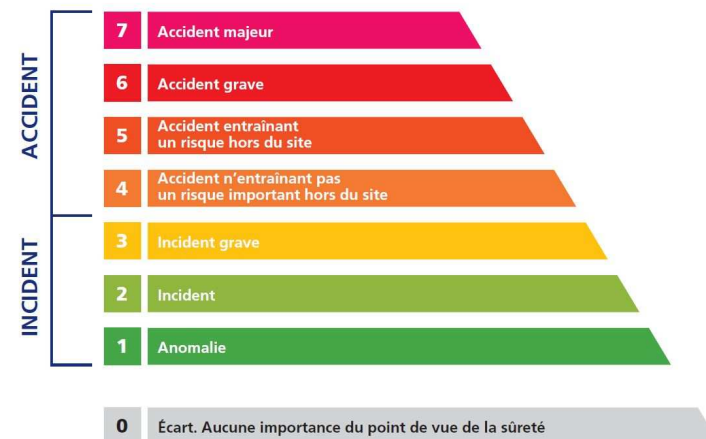 ACCIDENT
7 Accident majeur
6 Accident grave
5 Accident entraînant
un risque hors du site
4 Accident n'entraînant pas
un risque important hors du site
INCIDENT
3 Incident grave
2 Incident
1 Anomalie
0 Écart. Aucune importance du point de vue de la sûreté